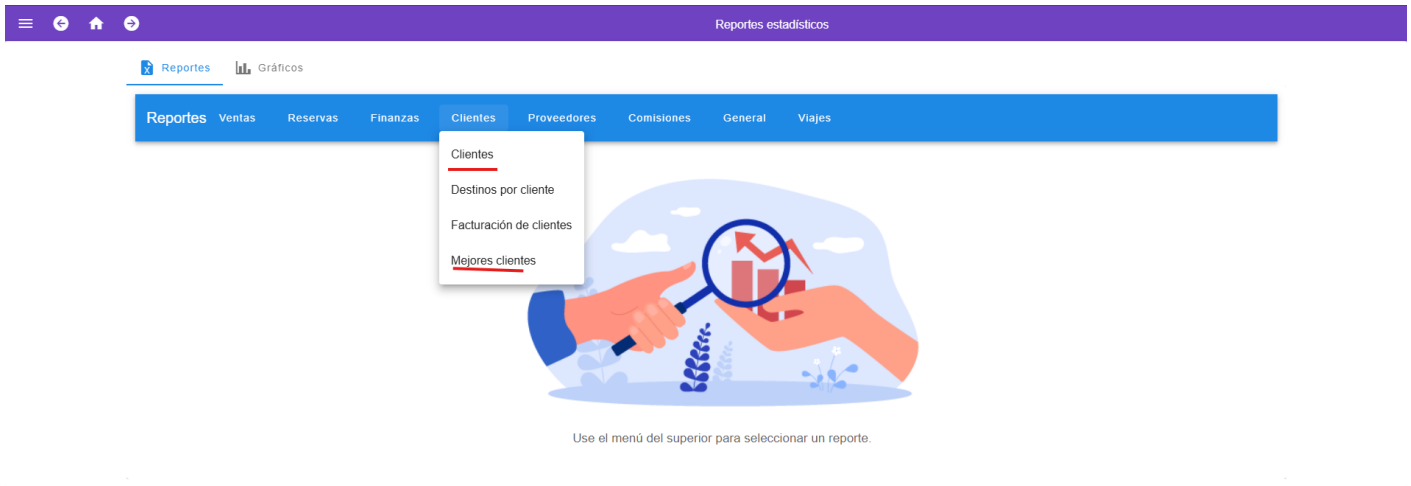 Reportes estadísticos
Reportes Gráficos
Reportes Ventas Reservas Finanzas Clientes Proveedores Comisiones General Viajes
Clientes
Destinos por cliente
Facturación de clientes
Mejores clientes
Use el menú del superior para seleccionar un reporte.